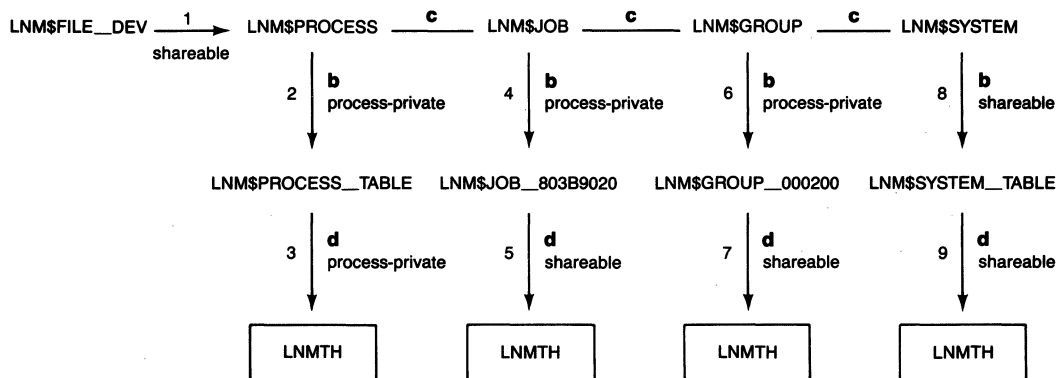 1 c c c
LNM$FILE__DEV LNM$PROCESS LNM$JOB LNM$GROUP LNM$SYSTEM
shareable
b b b b
2 process-private 4 process-private 6 process-private 8 shareable
LNM$PROCESS__TABLE LNM$JOB__803B9020 LNM$GROUP__000200 LNM$SYSTEM__TABLE
d d d d
3 process-private 5 shareable 7 shareable 9 shareable
LNMTH LNMTH LNMTH LNMTH